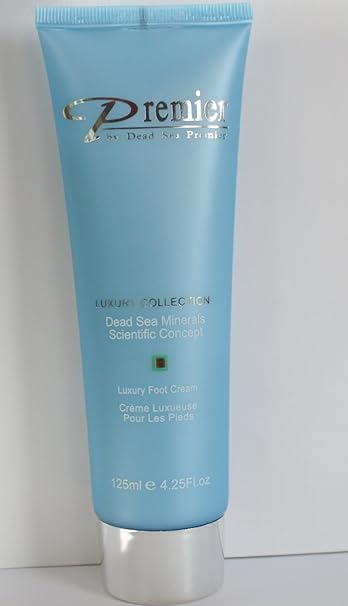 Premier
by Dead Sea Premier
LUXURY COLLECTION
Dead Sea Minerals
Scientific Concept
Luxury Foot Cream
Crème Luxueuse
Pour Les Pieds
125ml e 4.25Fl.oz